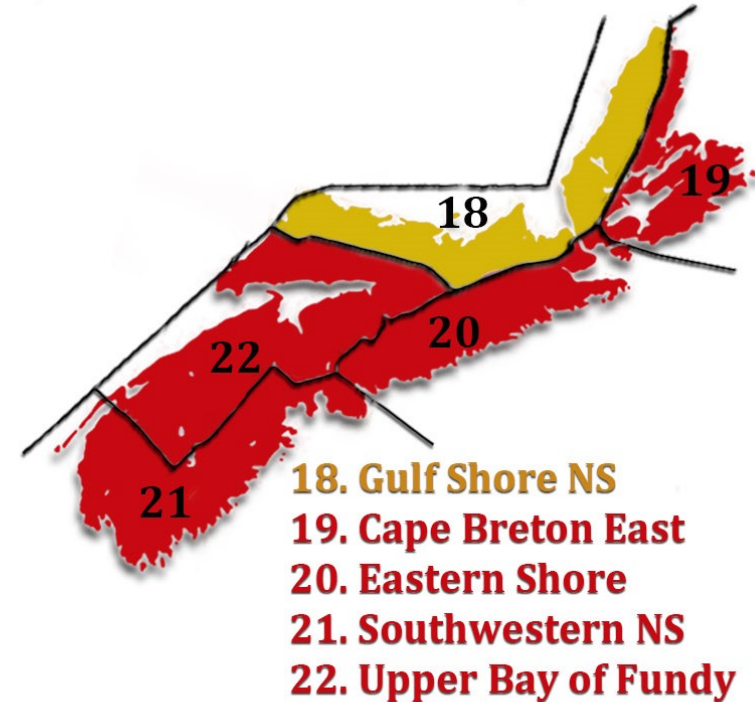 19
18
20
22
21
18. Gulf Shore NS
19. Cape Breton East
20. Eastern Shore
21. Southwestern NS
22. Upper Bay of Fundy